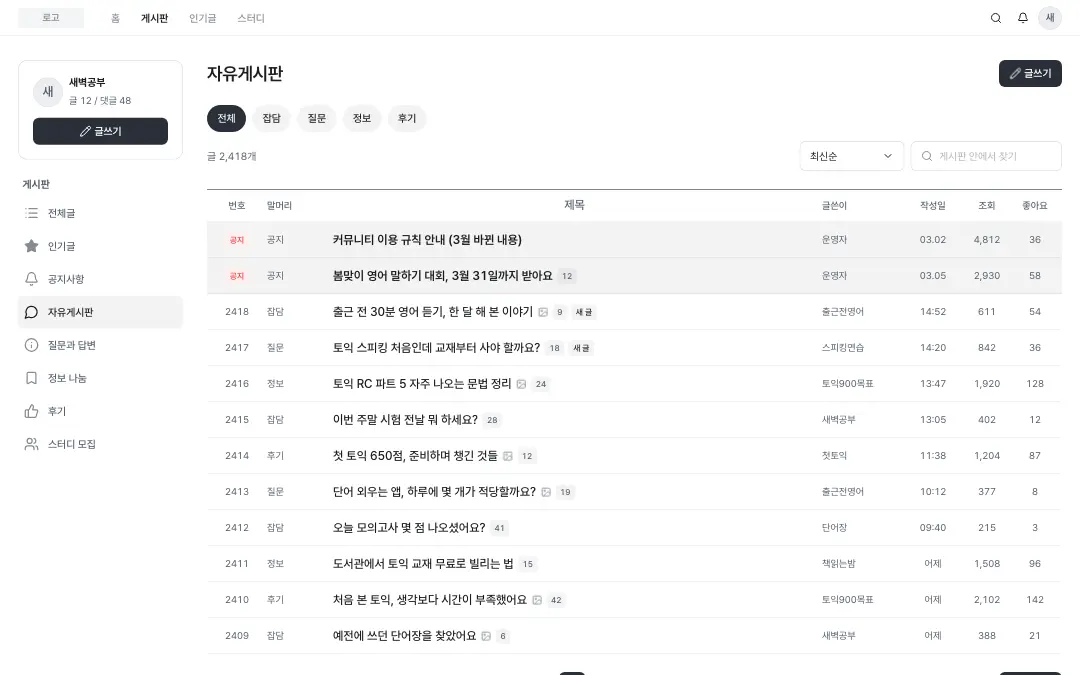 로고 홈 게시판 인기글 스터디 새
새 새벽공부
글 12 / 댓글 48
글쓰기
게시판
전체글
인기글
공지사항
자유게시판
질문과 답변
정보 나눔
후기
스터디 모집
자유게시판 글쓰기
전체 잡담 질문 정보 후기
글 2,418개 최신순 게시판 안에서 찾기
번호 말머리 제목 글쓴이 작성일 조회 좋아요
공지 공지 커뮤니티 이용 규칙 안내 (3월 바뀐 내용) 운영자 03.02 4,812 36
공지 공지 봄맞이 영어 말하기 대회, 3월 31일까지 받아요 12 운영자 03.05 2,930 58
2418 잡담 출근 전 30분 영어 듣기, 한 달 해 본 이야기 9 새 글 출근전영어 14:52 611 54
2417 질문 토익 스피킹 처음인데 교재부터 사야 할까요? 18 새 글 스피킹연습 14:20 842 36
2416 정보 토익 RC 파트 5 자주 나오는 문법 정리 24 토익900목표 13:47 1,920 128
2415 잡담 이번 주말 시험 전날 뭐 하세요? 28 새벽공부 13:05 402 12
2414 후기 첫 토익 650점, 준비하며 챙긴 것들 12 첫토익 11:38 1,204 87
2413 질문 단어 외우는 앱, 하루에 몇 개가 적당할까요? 19 출근전영어 10:12 377 8
2412 잡담 오늘 모의고사 몇 점 나오셨어요? 41 단어장 09:40 215 3
2411 정보 도서관에서 토익 교재 무료로 빌리는 법 15 책읽는밤 어제 1,508 96
2410 후기 처음 본 토익, 생각보다 시간이 부족했어요 42 토익900목표 어제 2,102 142
2409 잡담 예전에 쓰던 단어장을 찾았어요 6 새벽공부 어제 388 21